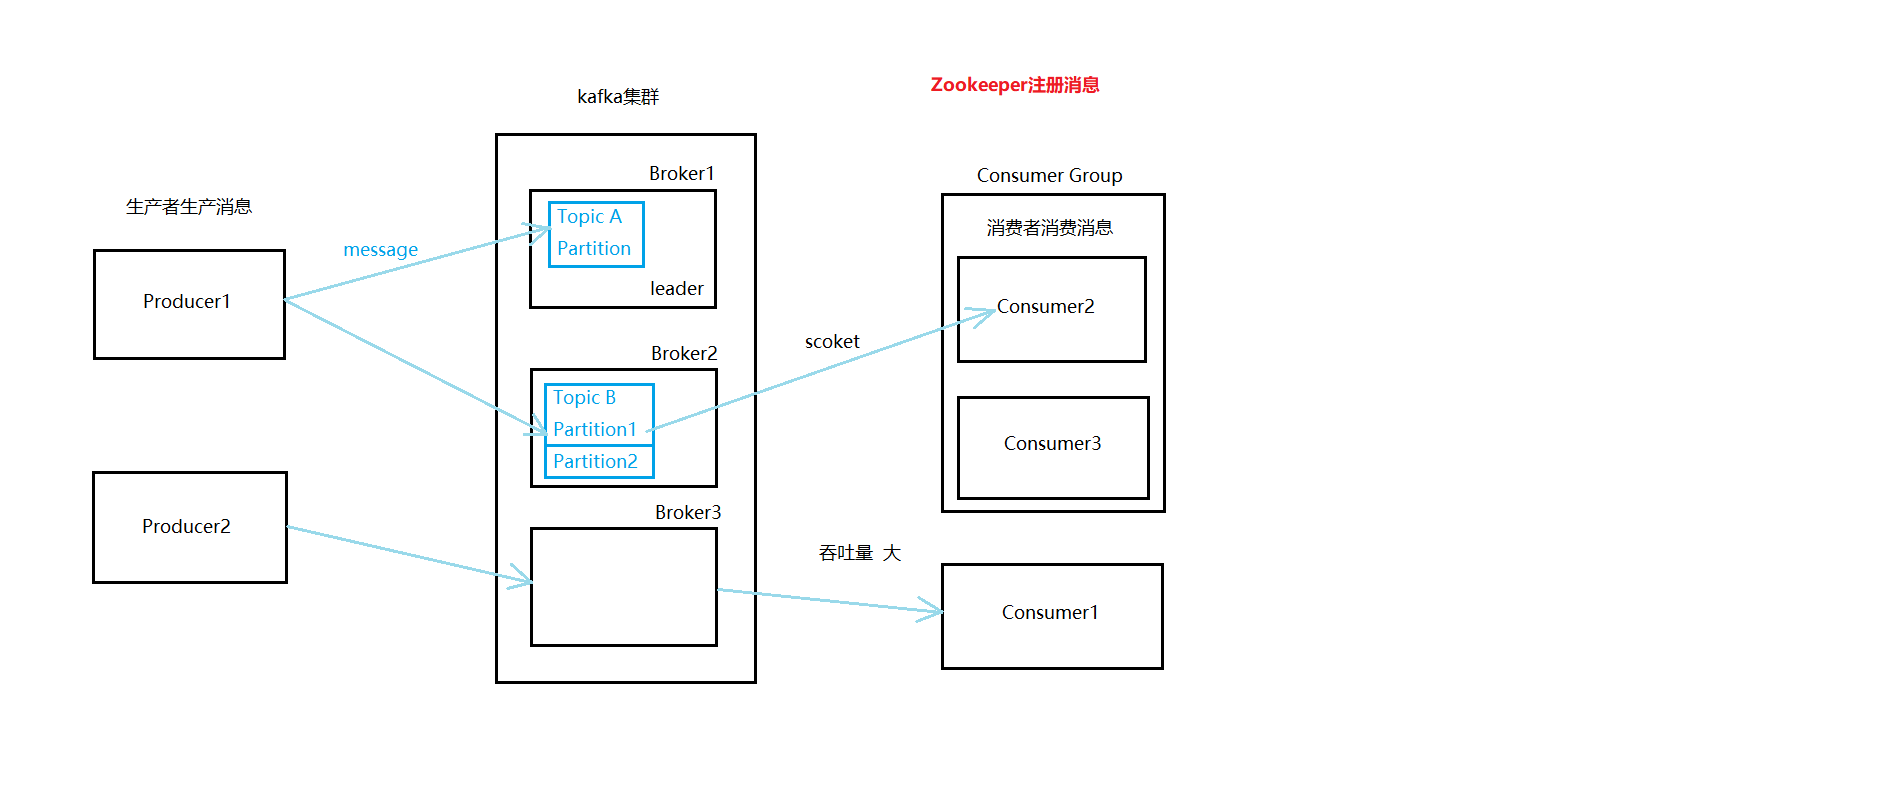 Zookeeper注册消息
kafka集群
Broker1
Consumer Group
生产者生产消息
Topic A
消费者消费消息
message
Partition
Producer1
leader
Consumer2
scoket
Broker2
Topic B
Partition1
Consumer3
Partition2
Broker3
Producer2
吞吐量 大
Consumer1